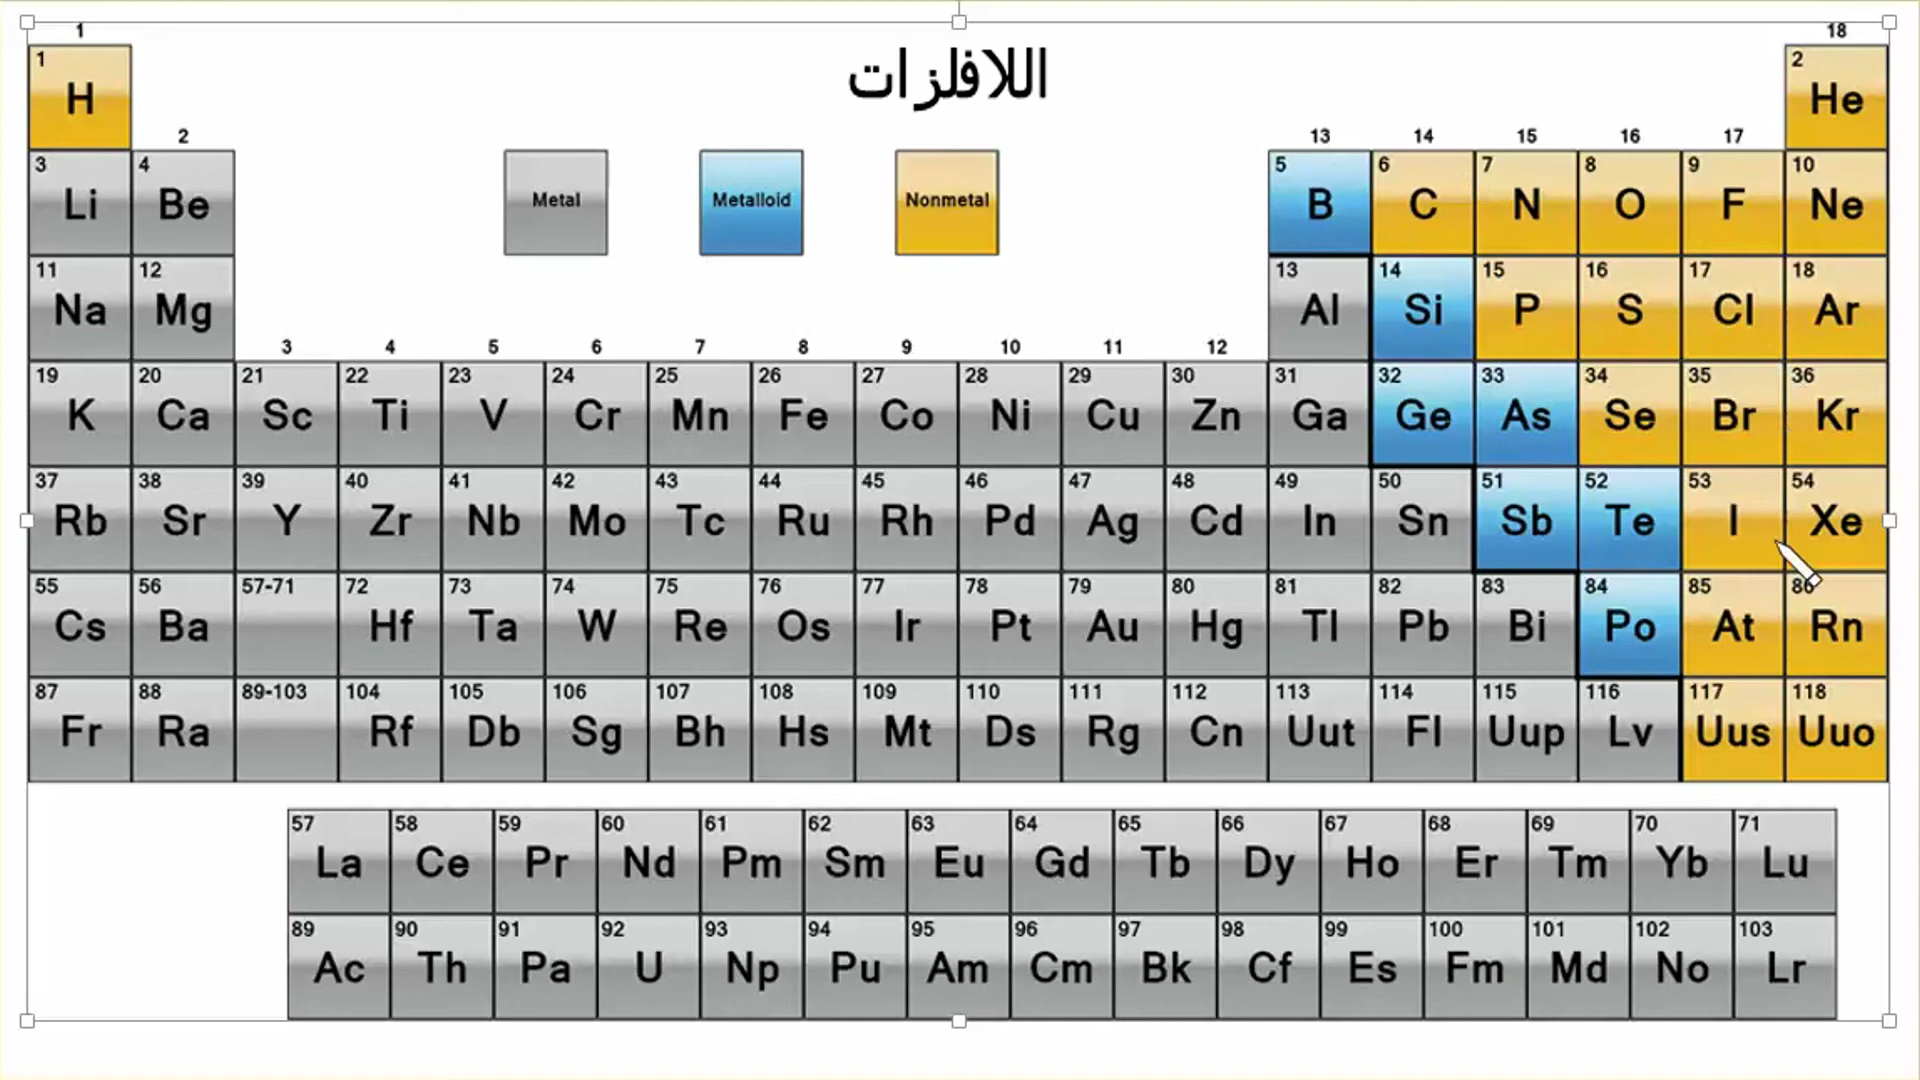 1 18
اللافلزات
1 H 2 He
2 13 14 15 16 17
3 Li 4 Be Metal Metalloid Nonmetal 5 B 6 C 7 N 8 O 9 F 10 Ne
11 Na 12 Mg 13 Al 14 Si 15 P 16 S 17 Cl 18 Ar
3 4 5 6 7 8 9 10 11 12
19 K 20 Ca 21 Sc 22 Ti 23 V 24 Cr 25 Mn 26 Fe 27 Co 28 Ni 29 Cu 30 Zn 31 Ga 32 Ge 33 As 34 Se 35 Br 36 Kr
37 Rb 38 Sr 39 Y 40 Zr 41 Nb 42 Mo 43 Tc 44 Ru 45 Rh 46 Pd 47 Ag 48 Cd 49 In 50 Sn 51 Sb 52 Te 53 I 54 Xe
55 Cs 56 Ba 57-71 72 Hf 73 Ta 74 W 75 Re 76 Os 77 Ir 78 Pt 79 Au 80 Hg 81 Tl 82 Pb 83 Bi 84 Po 85 At 86 Rn
87 Fr 88 Ra 89-103 104 Rf 105 Db 106 Sg 107 Bh 108 Hs 109 Mt 110 Ds 111 Rg 112 Cn 113 Uut 114 Fl 115 Uup 116 Lv 117 Uus 118 Uuo
57 La 58 Ce 59 Pr 60 Nd 61 Pm 62 Sm 63 Eu 64 Gd 65 Tb 66 Dy 67 Ho 68 Er 69 Tm 70 Yb 71 Lu
89 Ac 90 Th 91 Pa 92 U 93 Np 94 Pu 95 Am 96 Cm 97 Bk 98 Cf 99 Es 100 Fm 101 Md 102 No 103 Lr